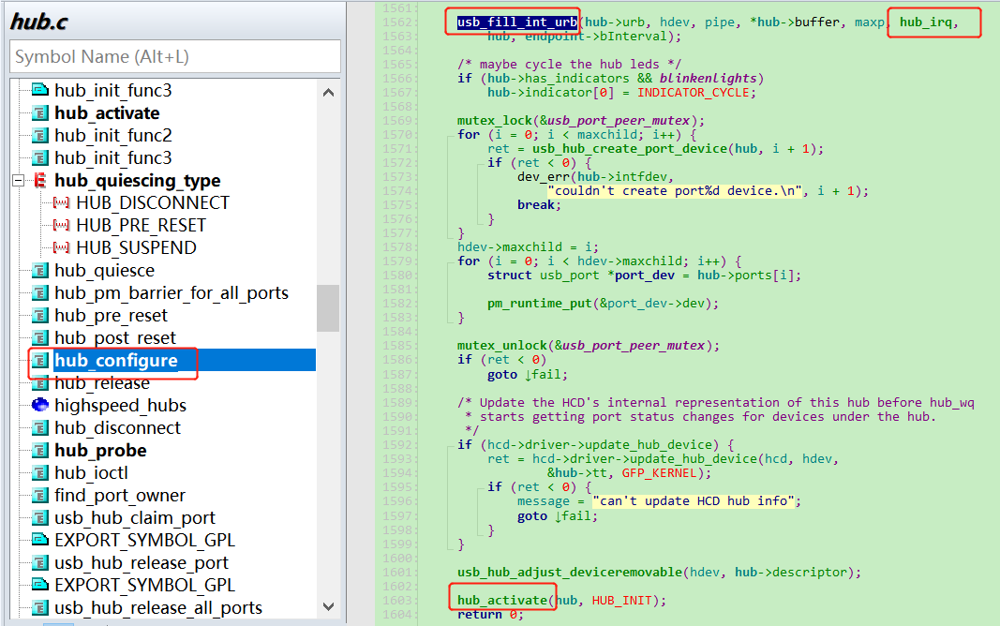 hub.c
Symbol Name (Alt+L)
hub_init_func3
hub_activate
hub_init_func2
hub_init_func3
hub_quiescing_type
HUB_DISCONNECT
HUB_PRE_RESET
HUB_SUSPEND
hub_quiesce
hub_pm_barrier_for_all_ports
hub_pre_reset
hub_post_reset
hub_configure
hub_release
highspeed_hubs
hub_disconnect
hub_probe
hub_ioctl
find_port_owner
usb_hub_claim_port
EXPORT_SYMBOL_GPL
usb_hub_release_port
EXPORT_SYMBOL_GPL
usb_hub_release_all_ports
1561:
1562: usb_fill_int_urb(hub->urb, hdev, pipe, *hub->buffer, maxp, hub_irq,
1563: hub, endpoint->bInterval);
1564:
1565: /* maybe cycle the hub leds */
1566: if (hub->has_indicators && blinkenlights)
1567: hub->indicator[0] = INDICATOR_CYCLE;
1568:
1569: mutex_lock(&usb_port_peer_mutex);
1570: for (i = 0; i < maxchild; i++) {
1571: ret = usb_hub_create_port_device(hub, i + 1);
1572: if (ret < 0) {
1573: dev_err(hub->intfdev,
1574: "couldn't create port%d device.\n", i + 1);
1575: break;
1576: }
1577: }
1578: hdev->maxchild = i;
1579: for (i = 0; i < hdev->maxchild; i++) {
1580: struct usb_port *port_dev = hub->ports[i];
1581:
1582: pm_runtime_put(&port_dev->dev);
1583: }
1584:
1585: mutex_unlock(&usb_port_peer_mutex);
1586: if (ret < 0)
1587: goto ↓fail;
1588:
1589: /* Update the HCD's internal representation of this hub before hub_wq
1590: * starts getting port status changes for devices under the hub.
1591: */
1592: if (hcd->driver->update_hub_device) {
1593: ret = hcd->driver->update_hub_device(hcd, hdev,
1594: &hub->tt, GFP_KERNEL);
1595: if (ret < 0) {
1596: message = "can't update HCD hub info";
1597: goto ↓fail;
1598: }
1599: }
1600:
1601: usb_hub_adjust_deviceremovable(hdev, hub->descriptor);
1602:
1603: hub_activate(hub, HUB_INIT);
1604: return 0;